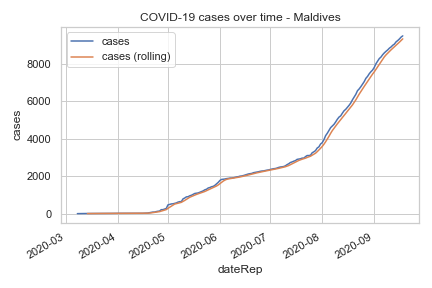 COVID-19 cases over time - Maldives
cases
cases (rolling)
8000
6000
4000
2000
0
cases
2020-03
2020-04
2020-05
2020-06
2020-07
2020-08
2020-09
dateRep